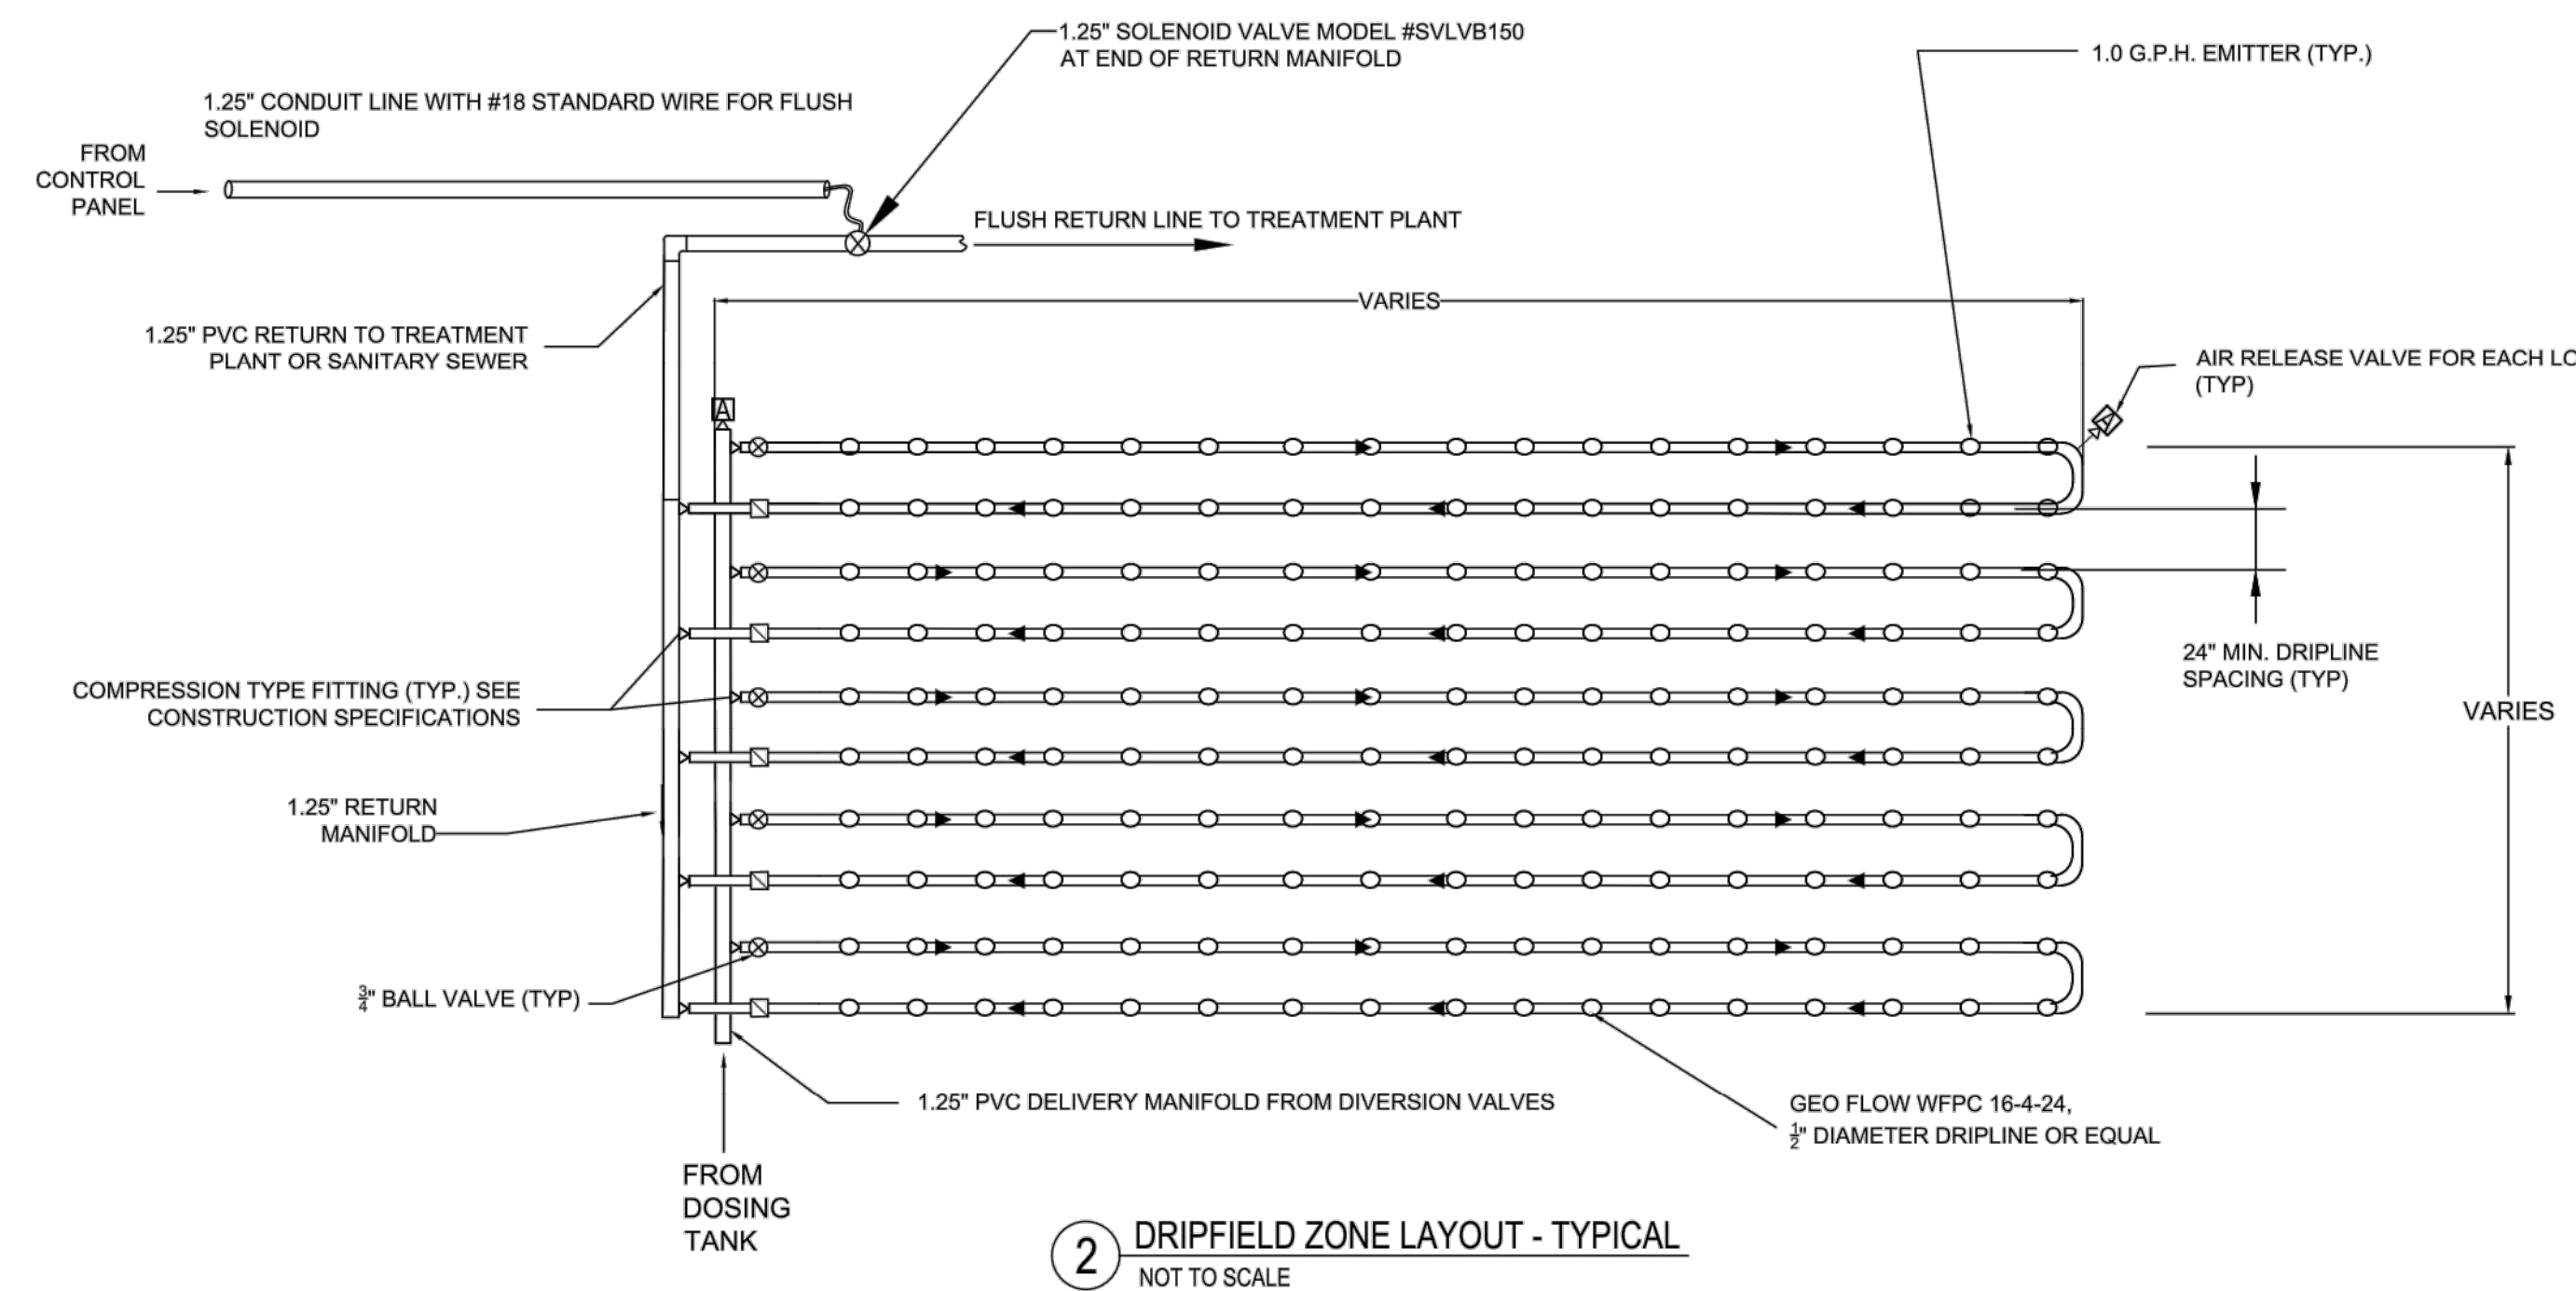 1.25" SOLENOID VALVE MODEL #SVLVB150
AT END OF RETURN MANIFOLD
1.0 G.P.H. EMITTER (TYP.)
1.25" CONDUIT LINE WITH #18 STANDARD WIRE FOR FLUSH
SOLENOID
FROM
CONTROL
PANEL
FLUSH RETURN LINE TO TREATMENT PLANT
VARIES
1.25" PVC RETURN TO TREATMENT
PLANT OR SANITARY SEWER
AIR RELEASE VALVE FOR EACH
(TYP)
A
A
24" MIN. DRIPLINE
SPACING (TYP)
VARIES
COMPRESSION TYPE FITTING (TYP.) SEE
CONSTRUCTION SPECIFICATIONS
1.25" RETURN
MANIFOLD
3/4" BALL VALVE (TYP)
1.25" PVC DELIVERY MANIFOLD FROM DIVERSION VALVES
GEO FLOW WFPC 16-4-24,
1/2" DIAMETER DRIPLINE OR EQUAL
FROM
DOSING
TANK
2 DRIPFIELD ZONE LAYOUT - TYPICAL
NOT TO SCALE